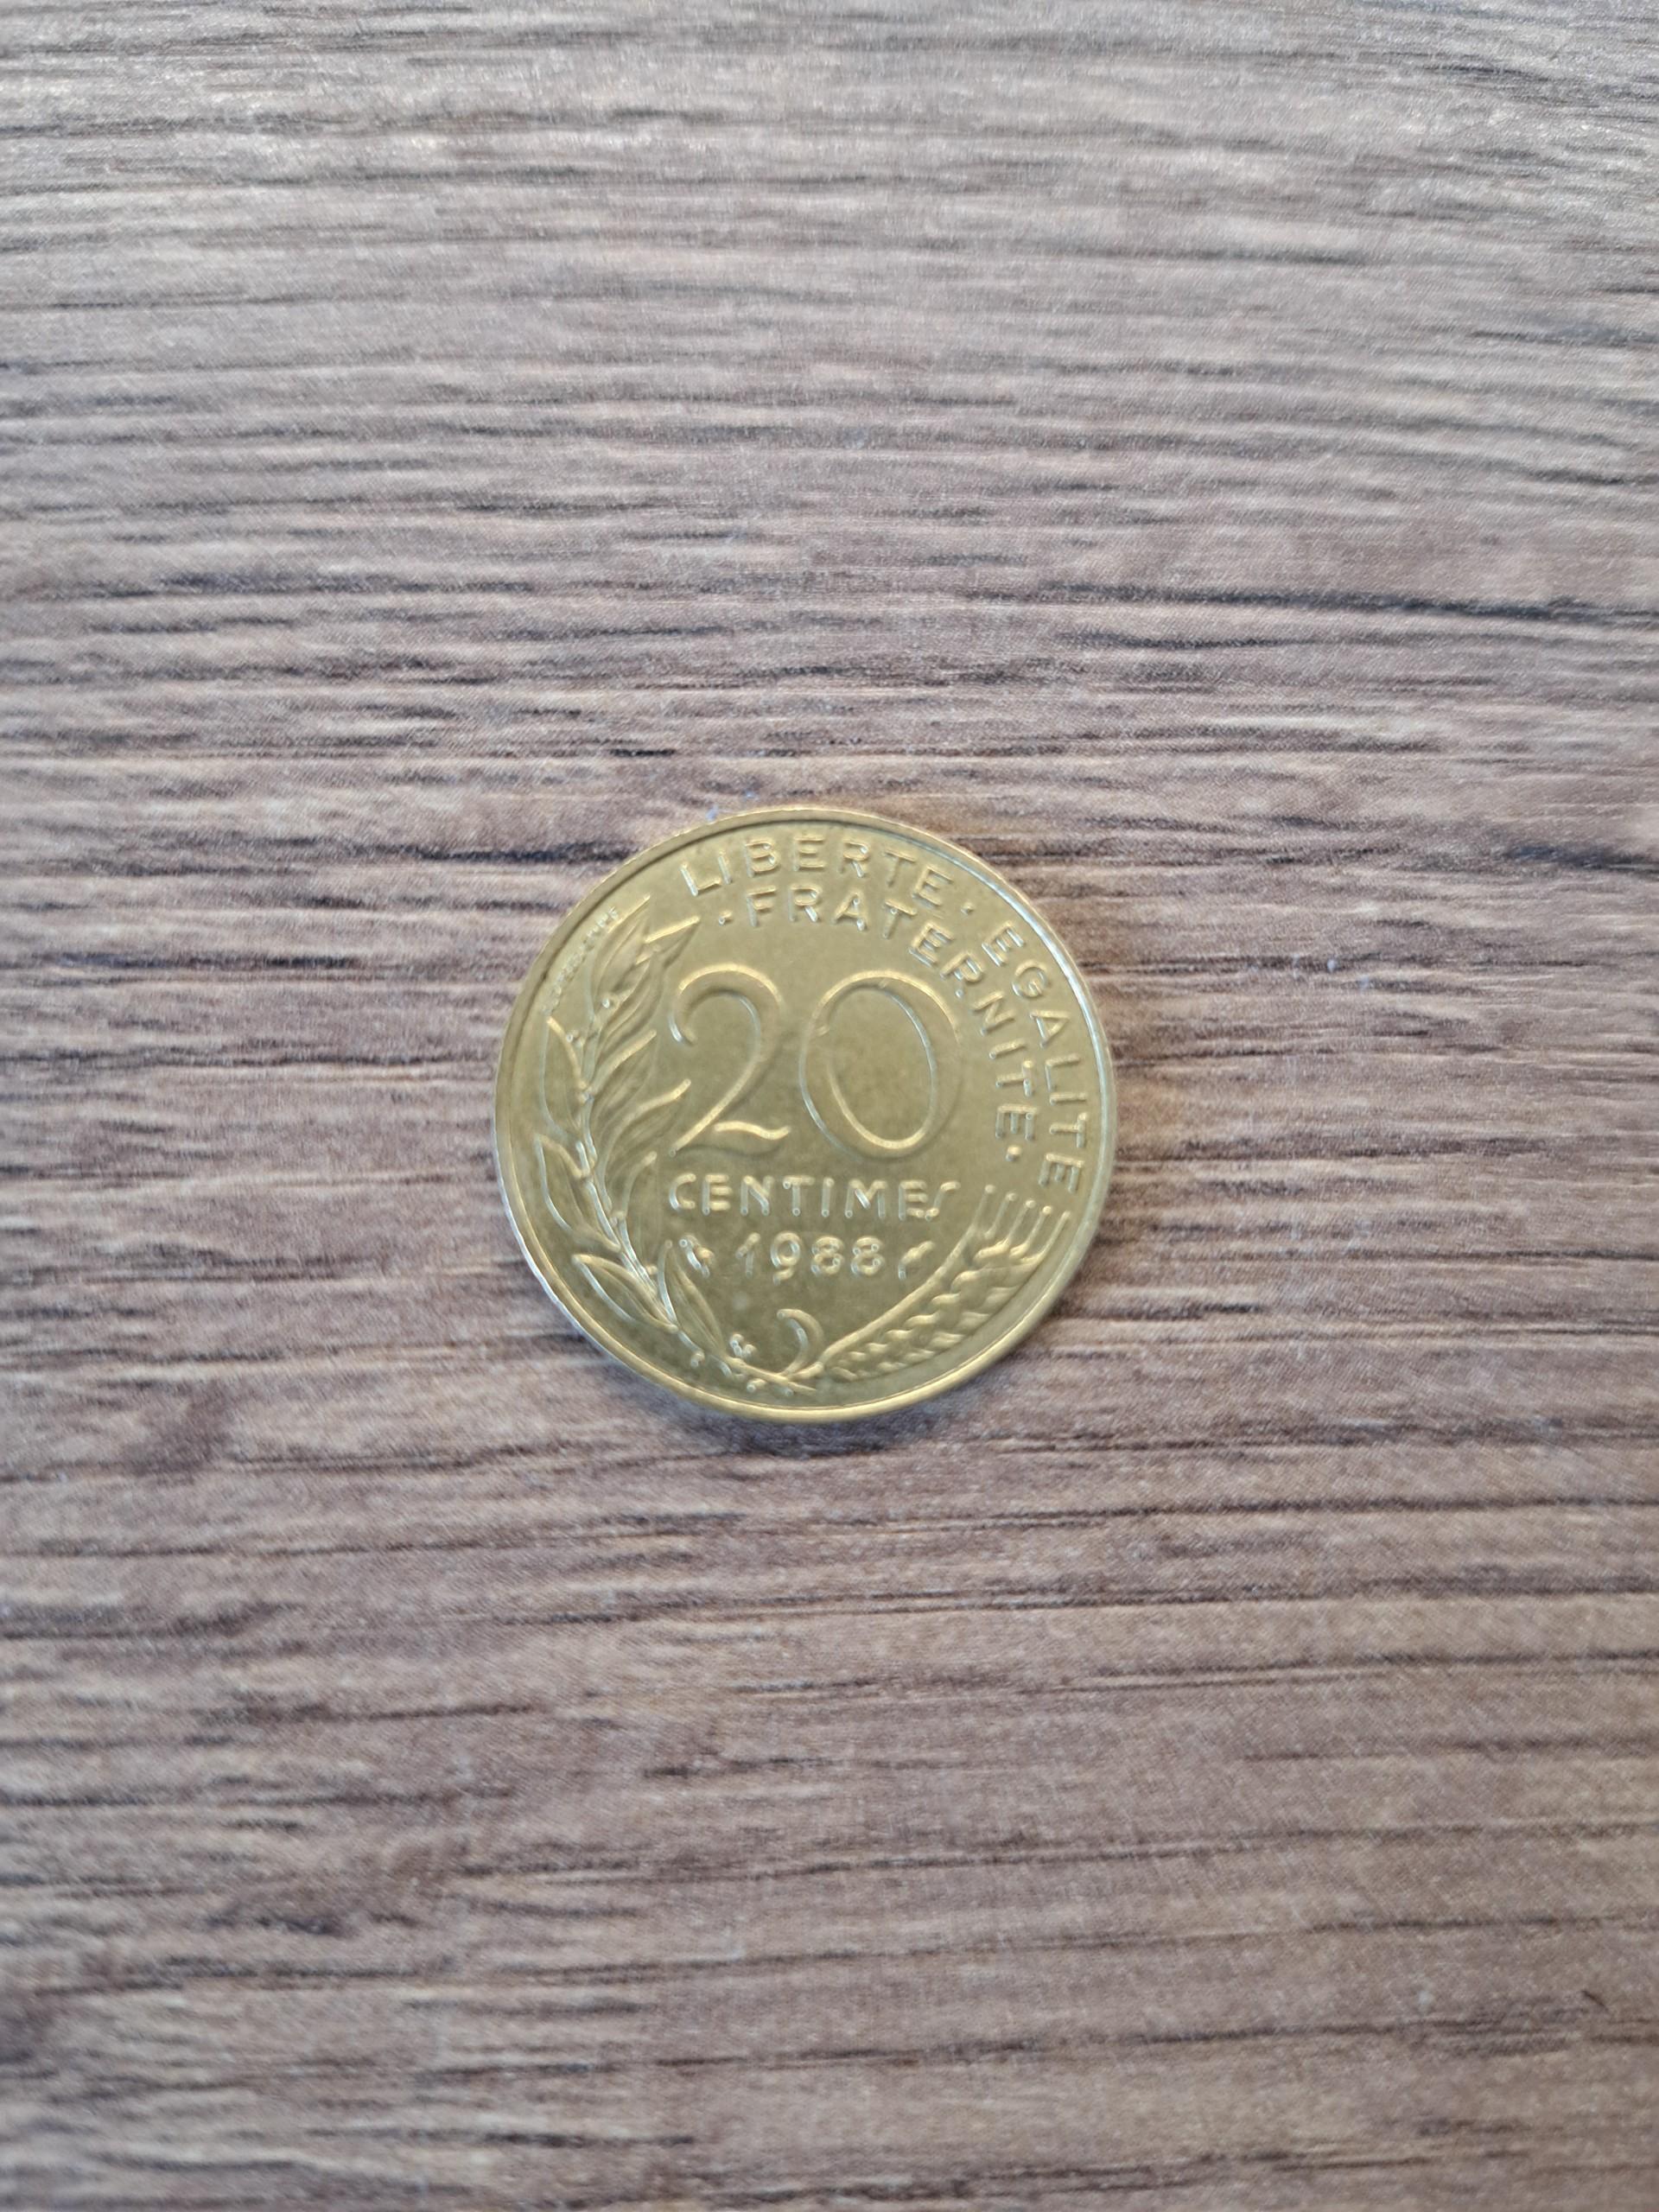 LIBERTE · EGALITE
· FRATERNITE ·
20
CENTIMES
1988